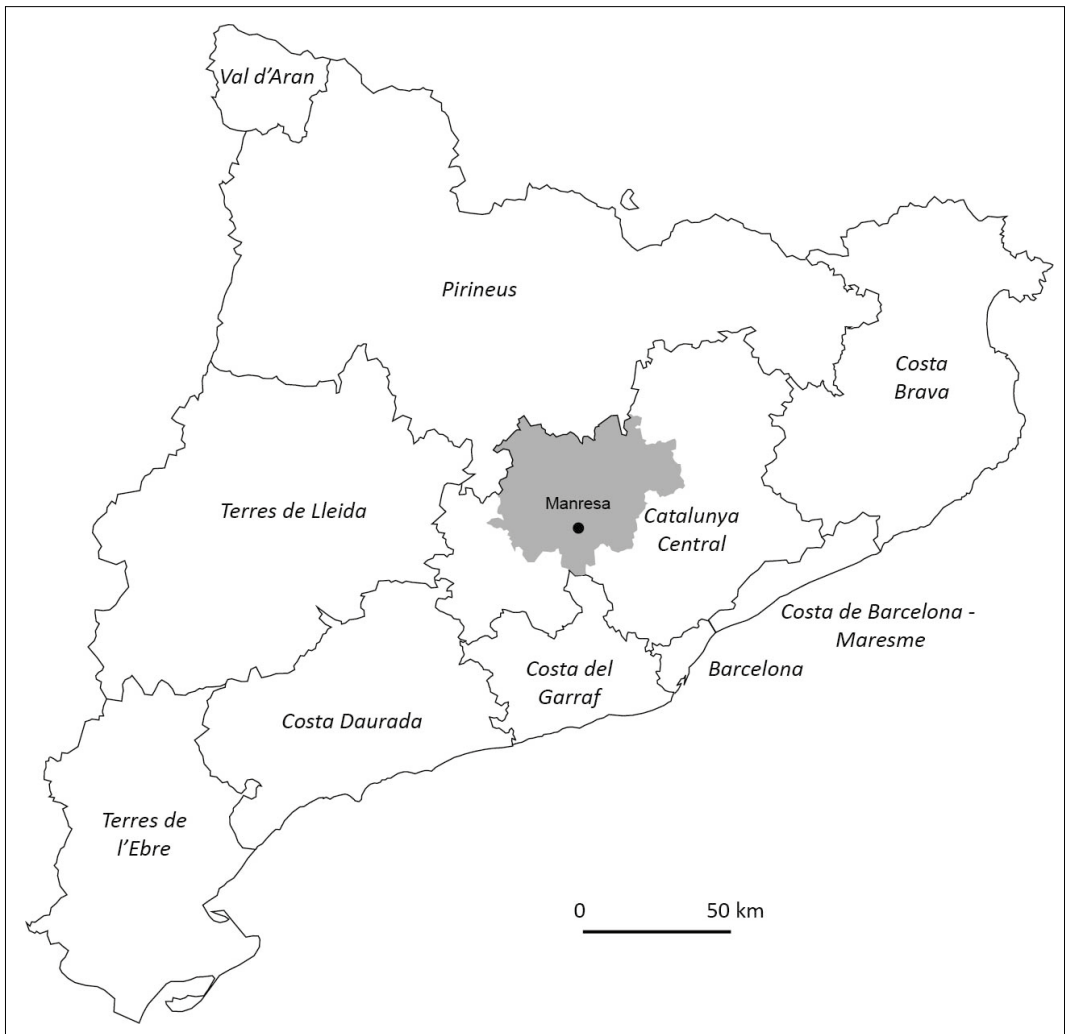 Val d’Aran
Pirineus
Costa
Brava
Terres de Lleida
Manresa
Catalunya
Central
Costa de Barcelona -
Maresme
Costa del
Garraf
Barcelona
Costa Daurada
Terres de
l’Ebre
0 50 km